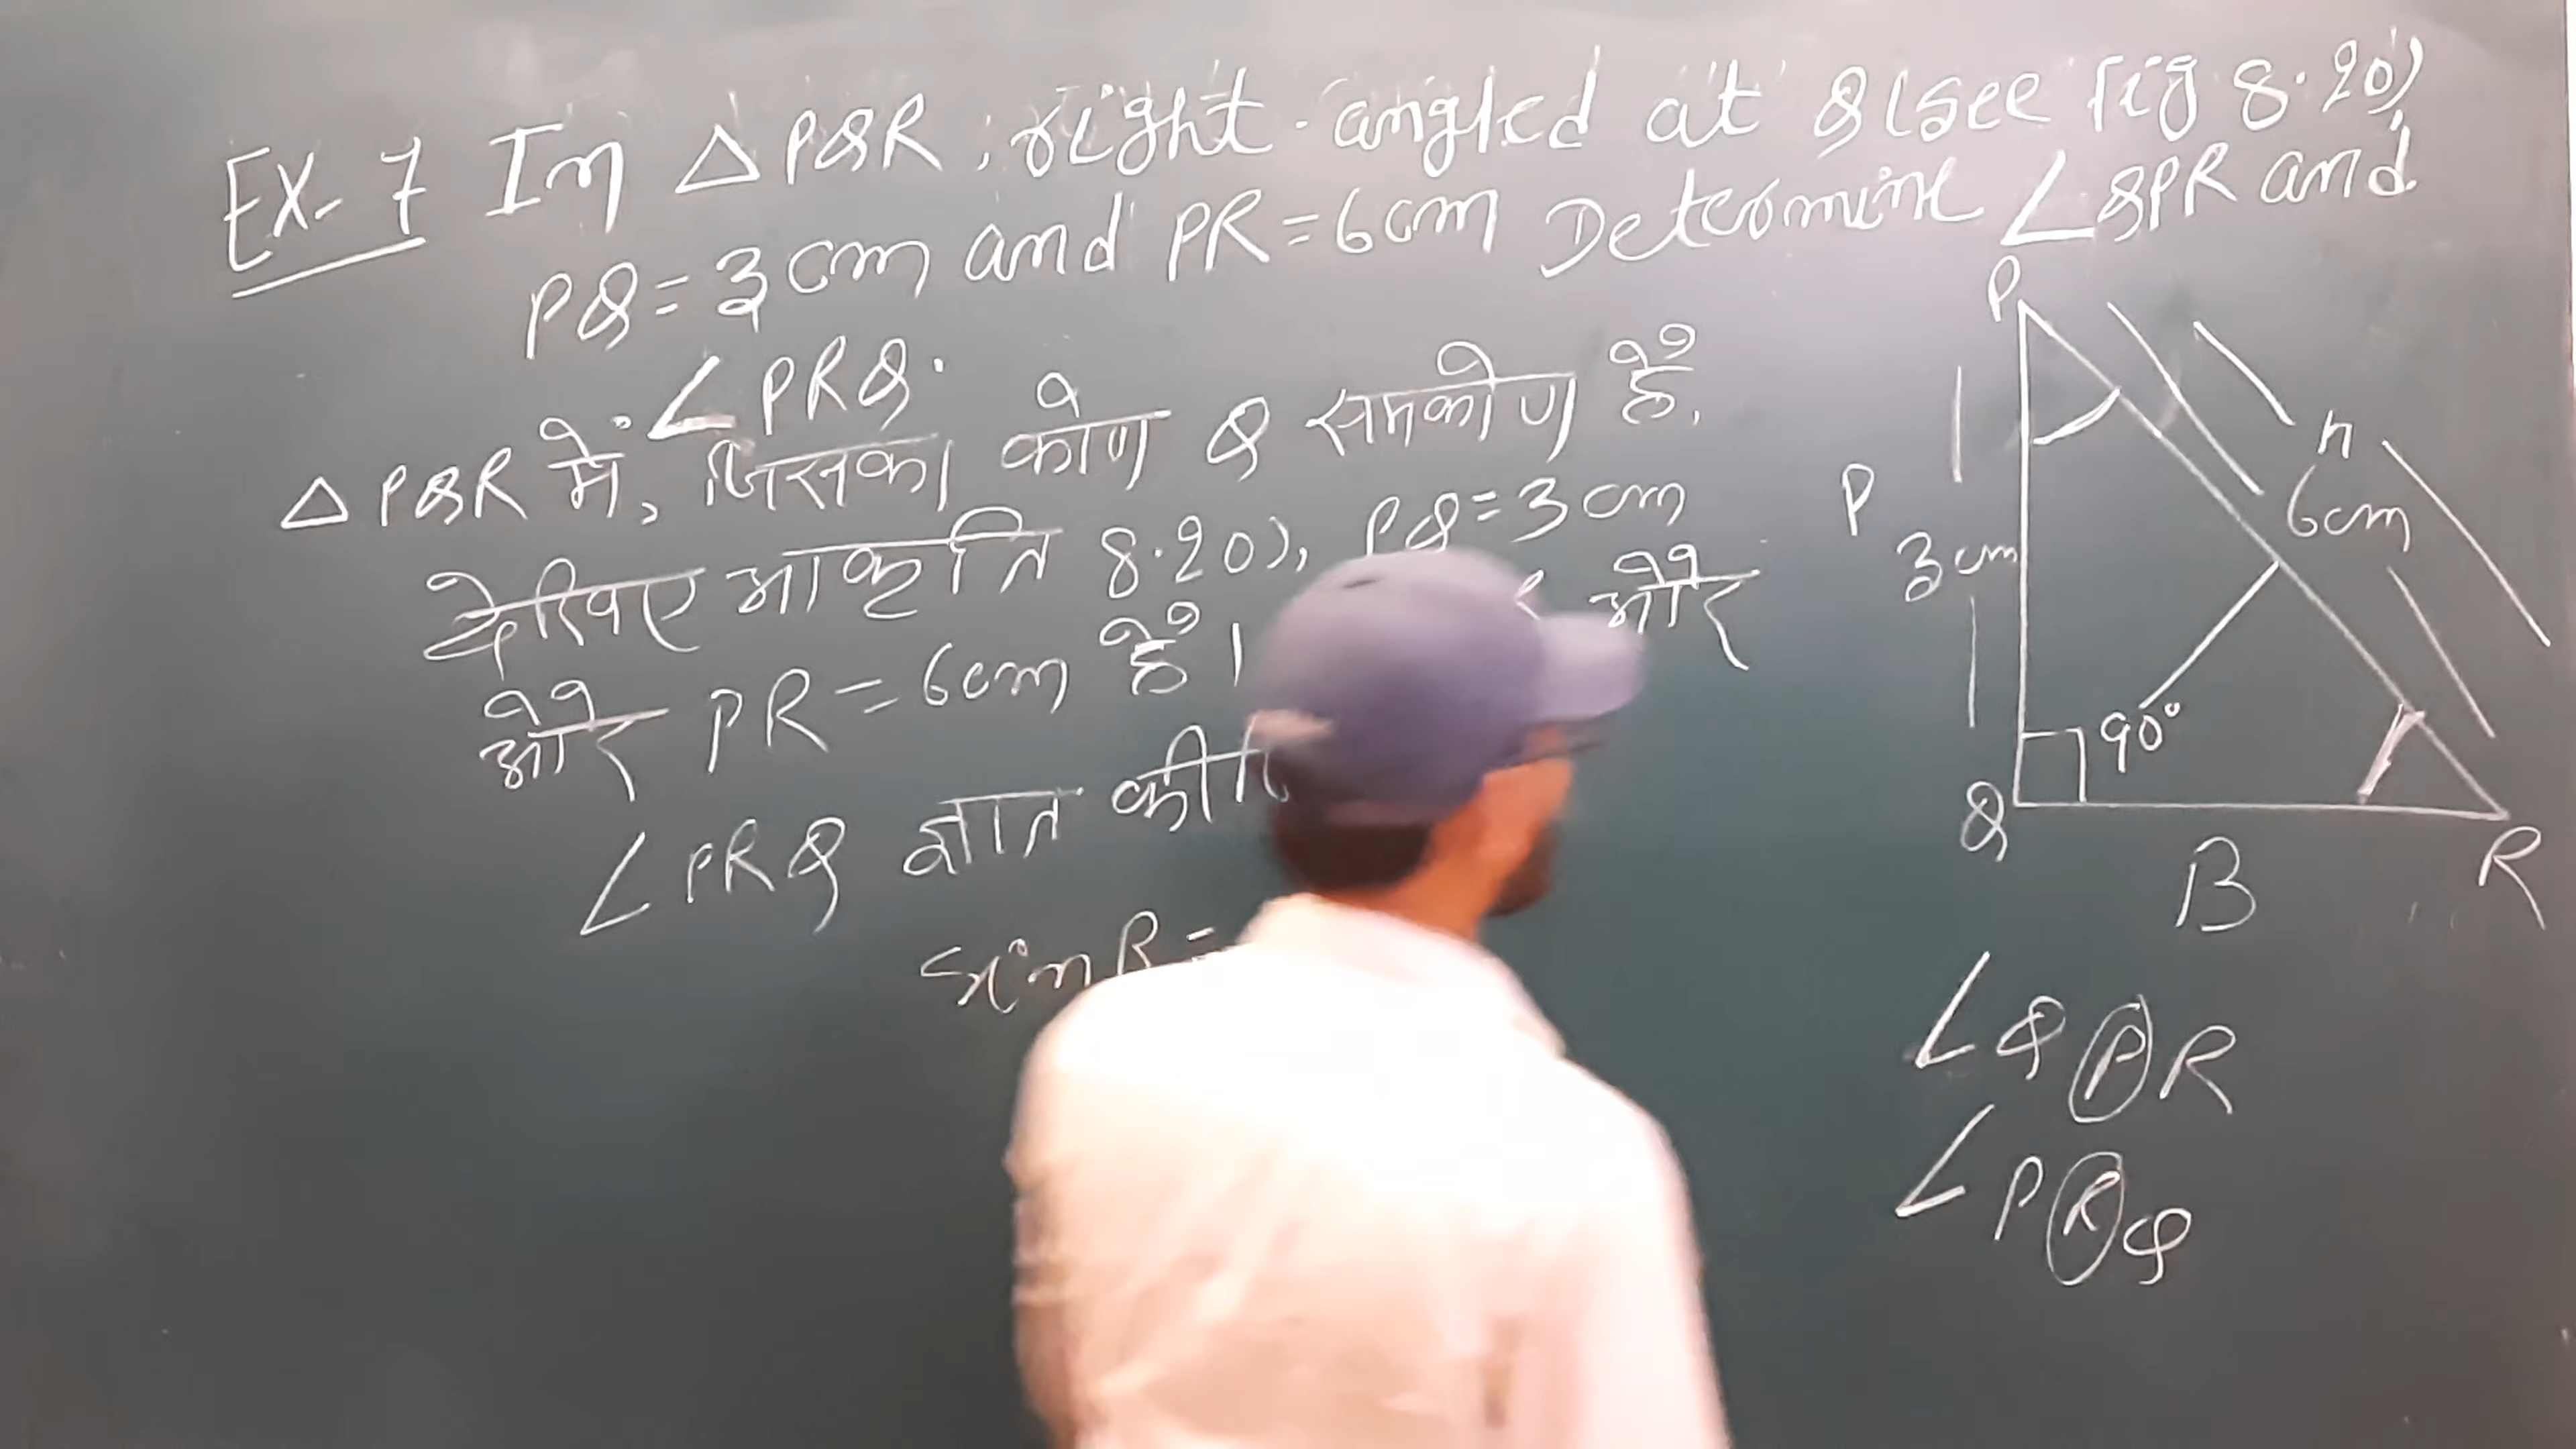 Ex-7 In △PQR, right-angled at Q (see fig 8.20)
PQ = 3 cm and PR = 6 cm Determine ∠QPR and
∠PRQ.
△PQR में, जिसका कोण Q समकोण है,
देखिए आकृति 8.20), PQ = 3 cm
और PR = 6 cm है। और
∠PRQ ज्ञात
sin R =
P
h
6 cm
P
3 cm
90°
Q
B
R
∠QPR
∠PRQ